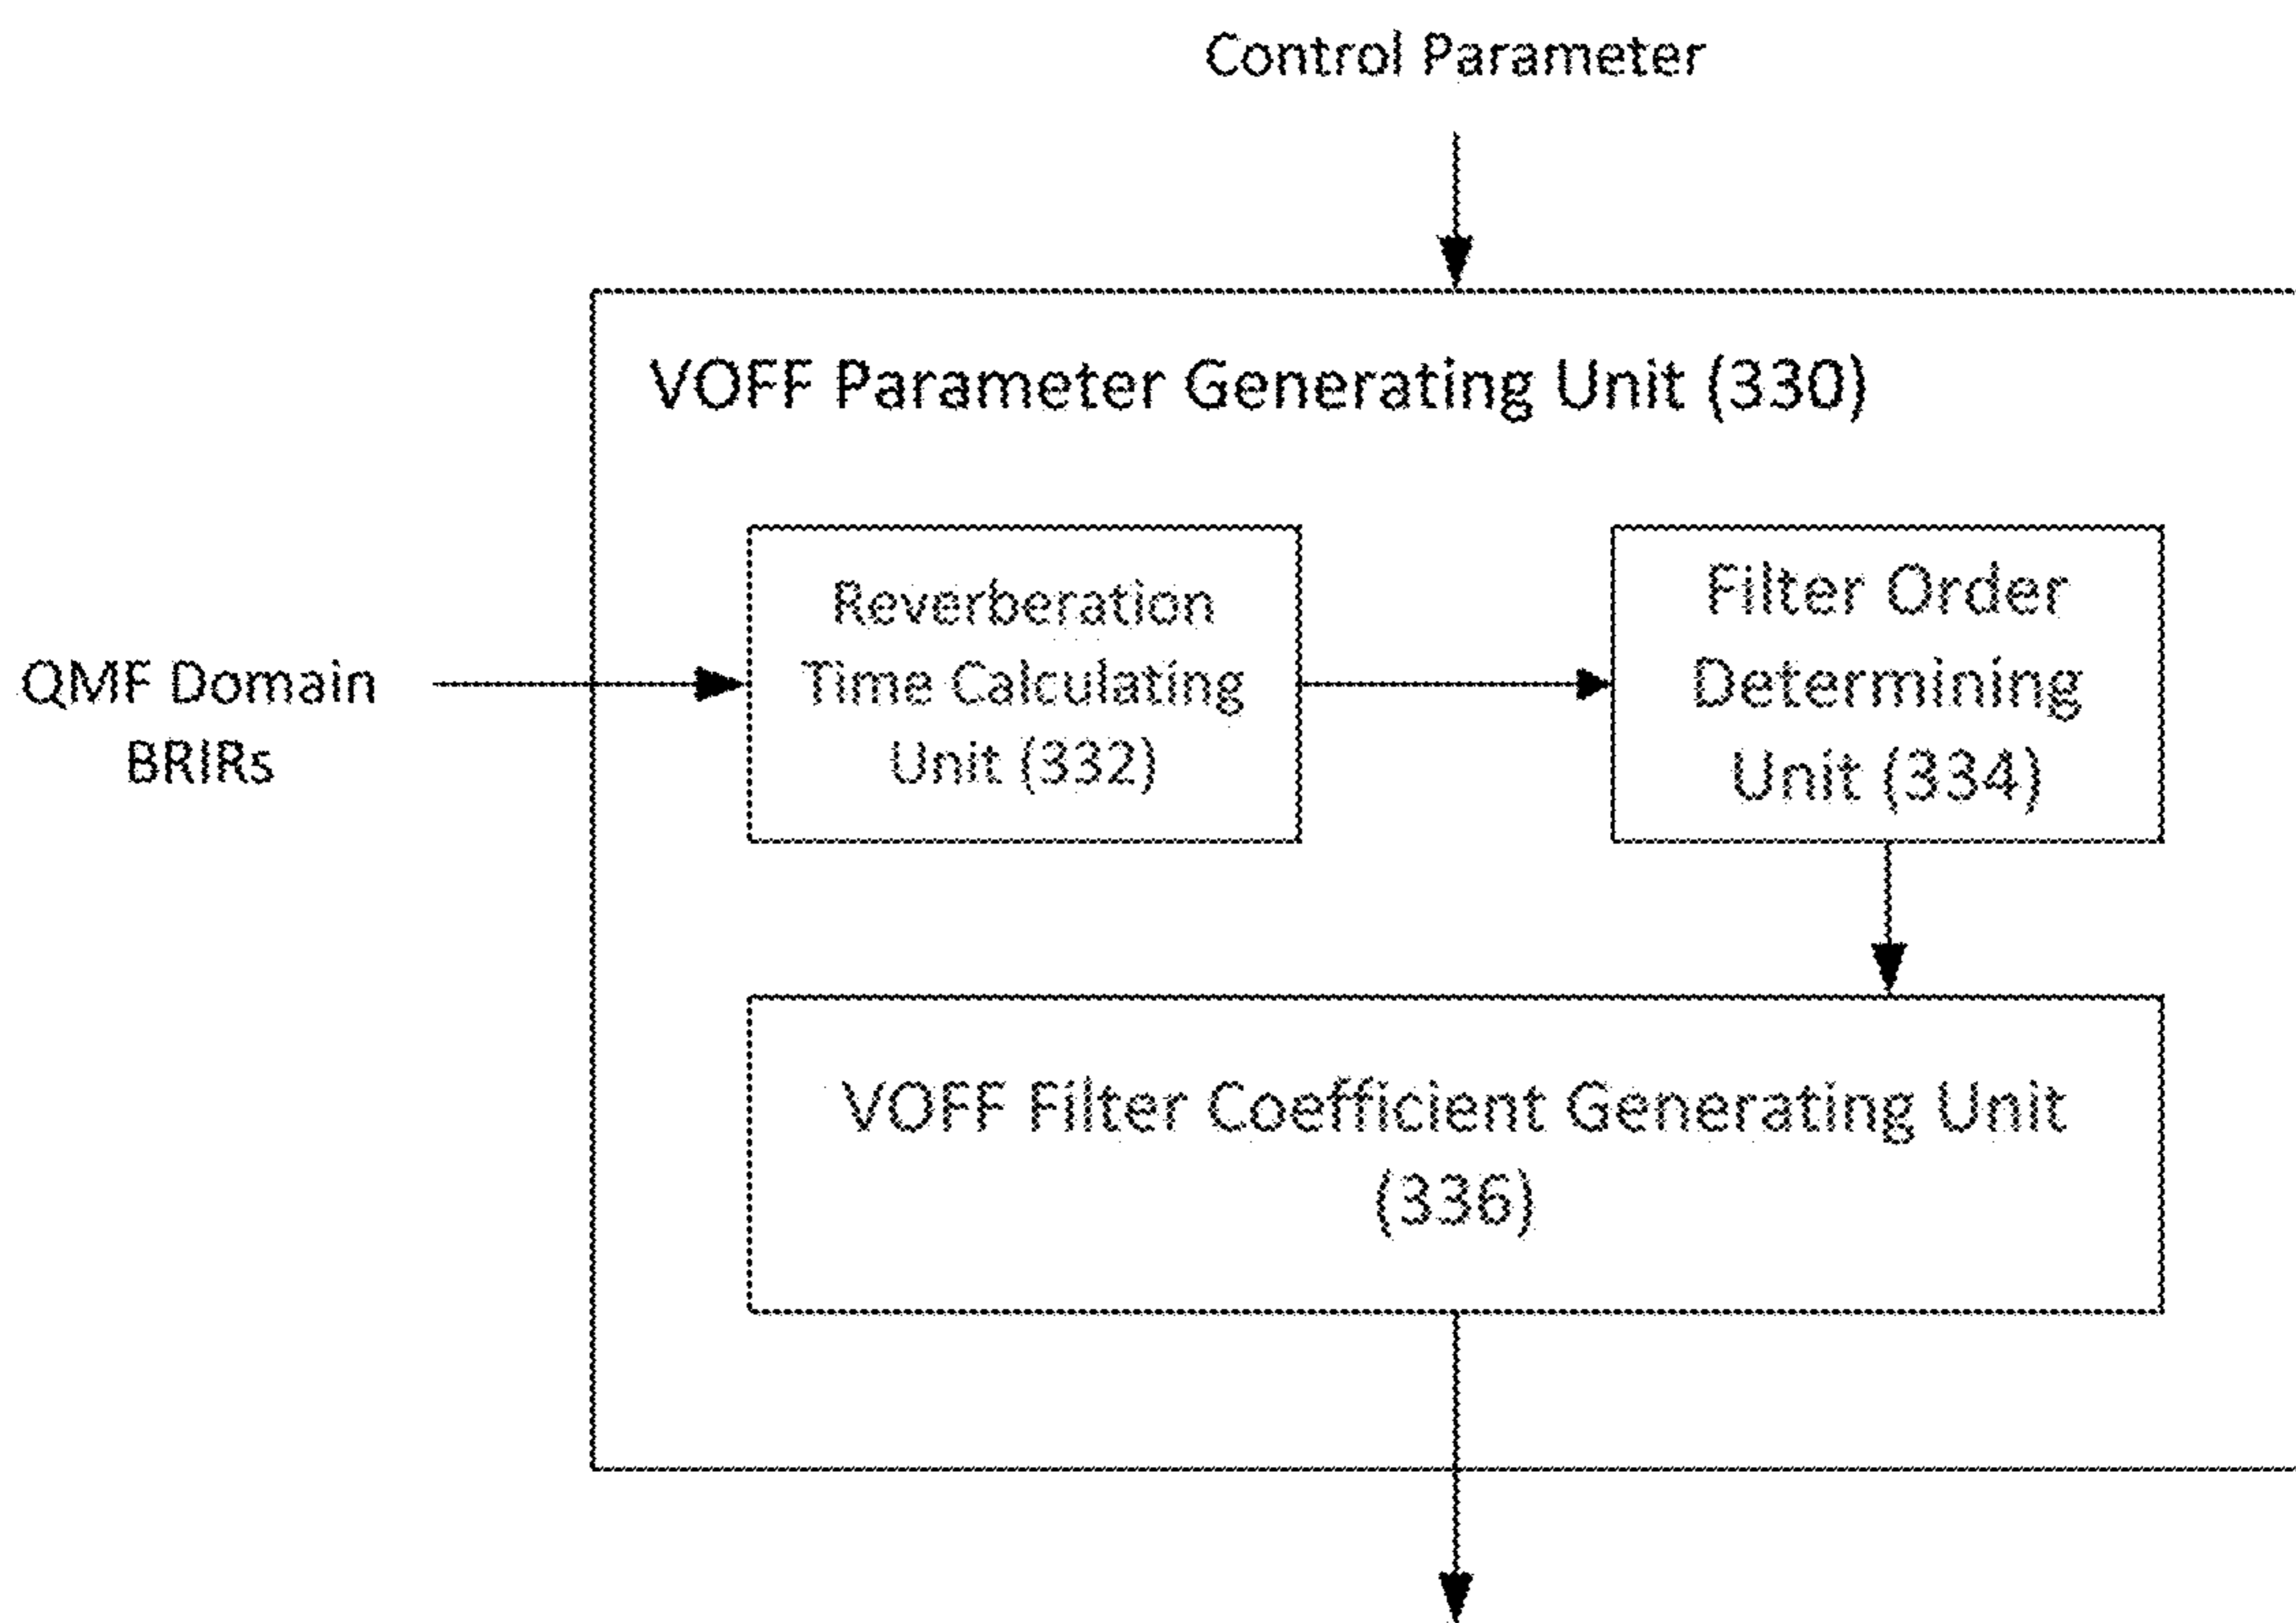 Control Parameter
VOFF Parameter Generating Unit (330)
QMF Domain
BRIRs
Reverberation
Time Calculating
Unit (332)
Filter Order
Determining
Unit (334)
VOFF Filter Coefficient Generating Unit
(336)